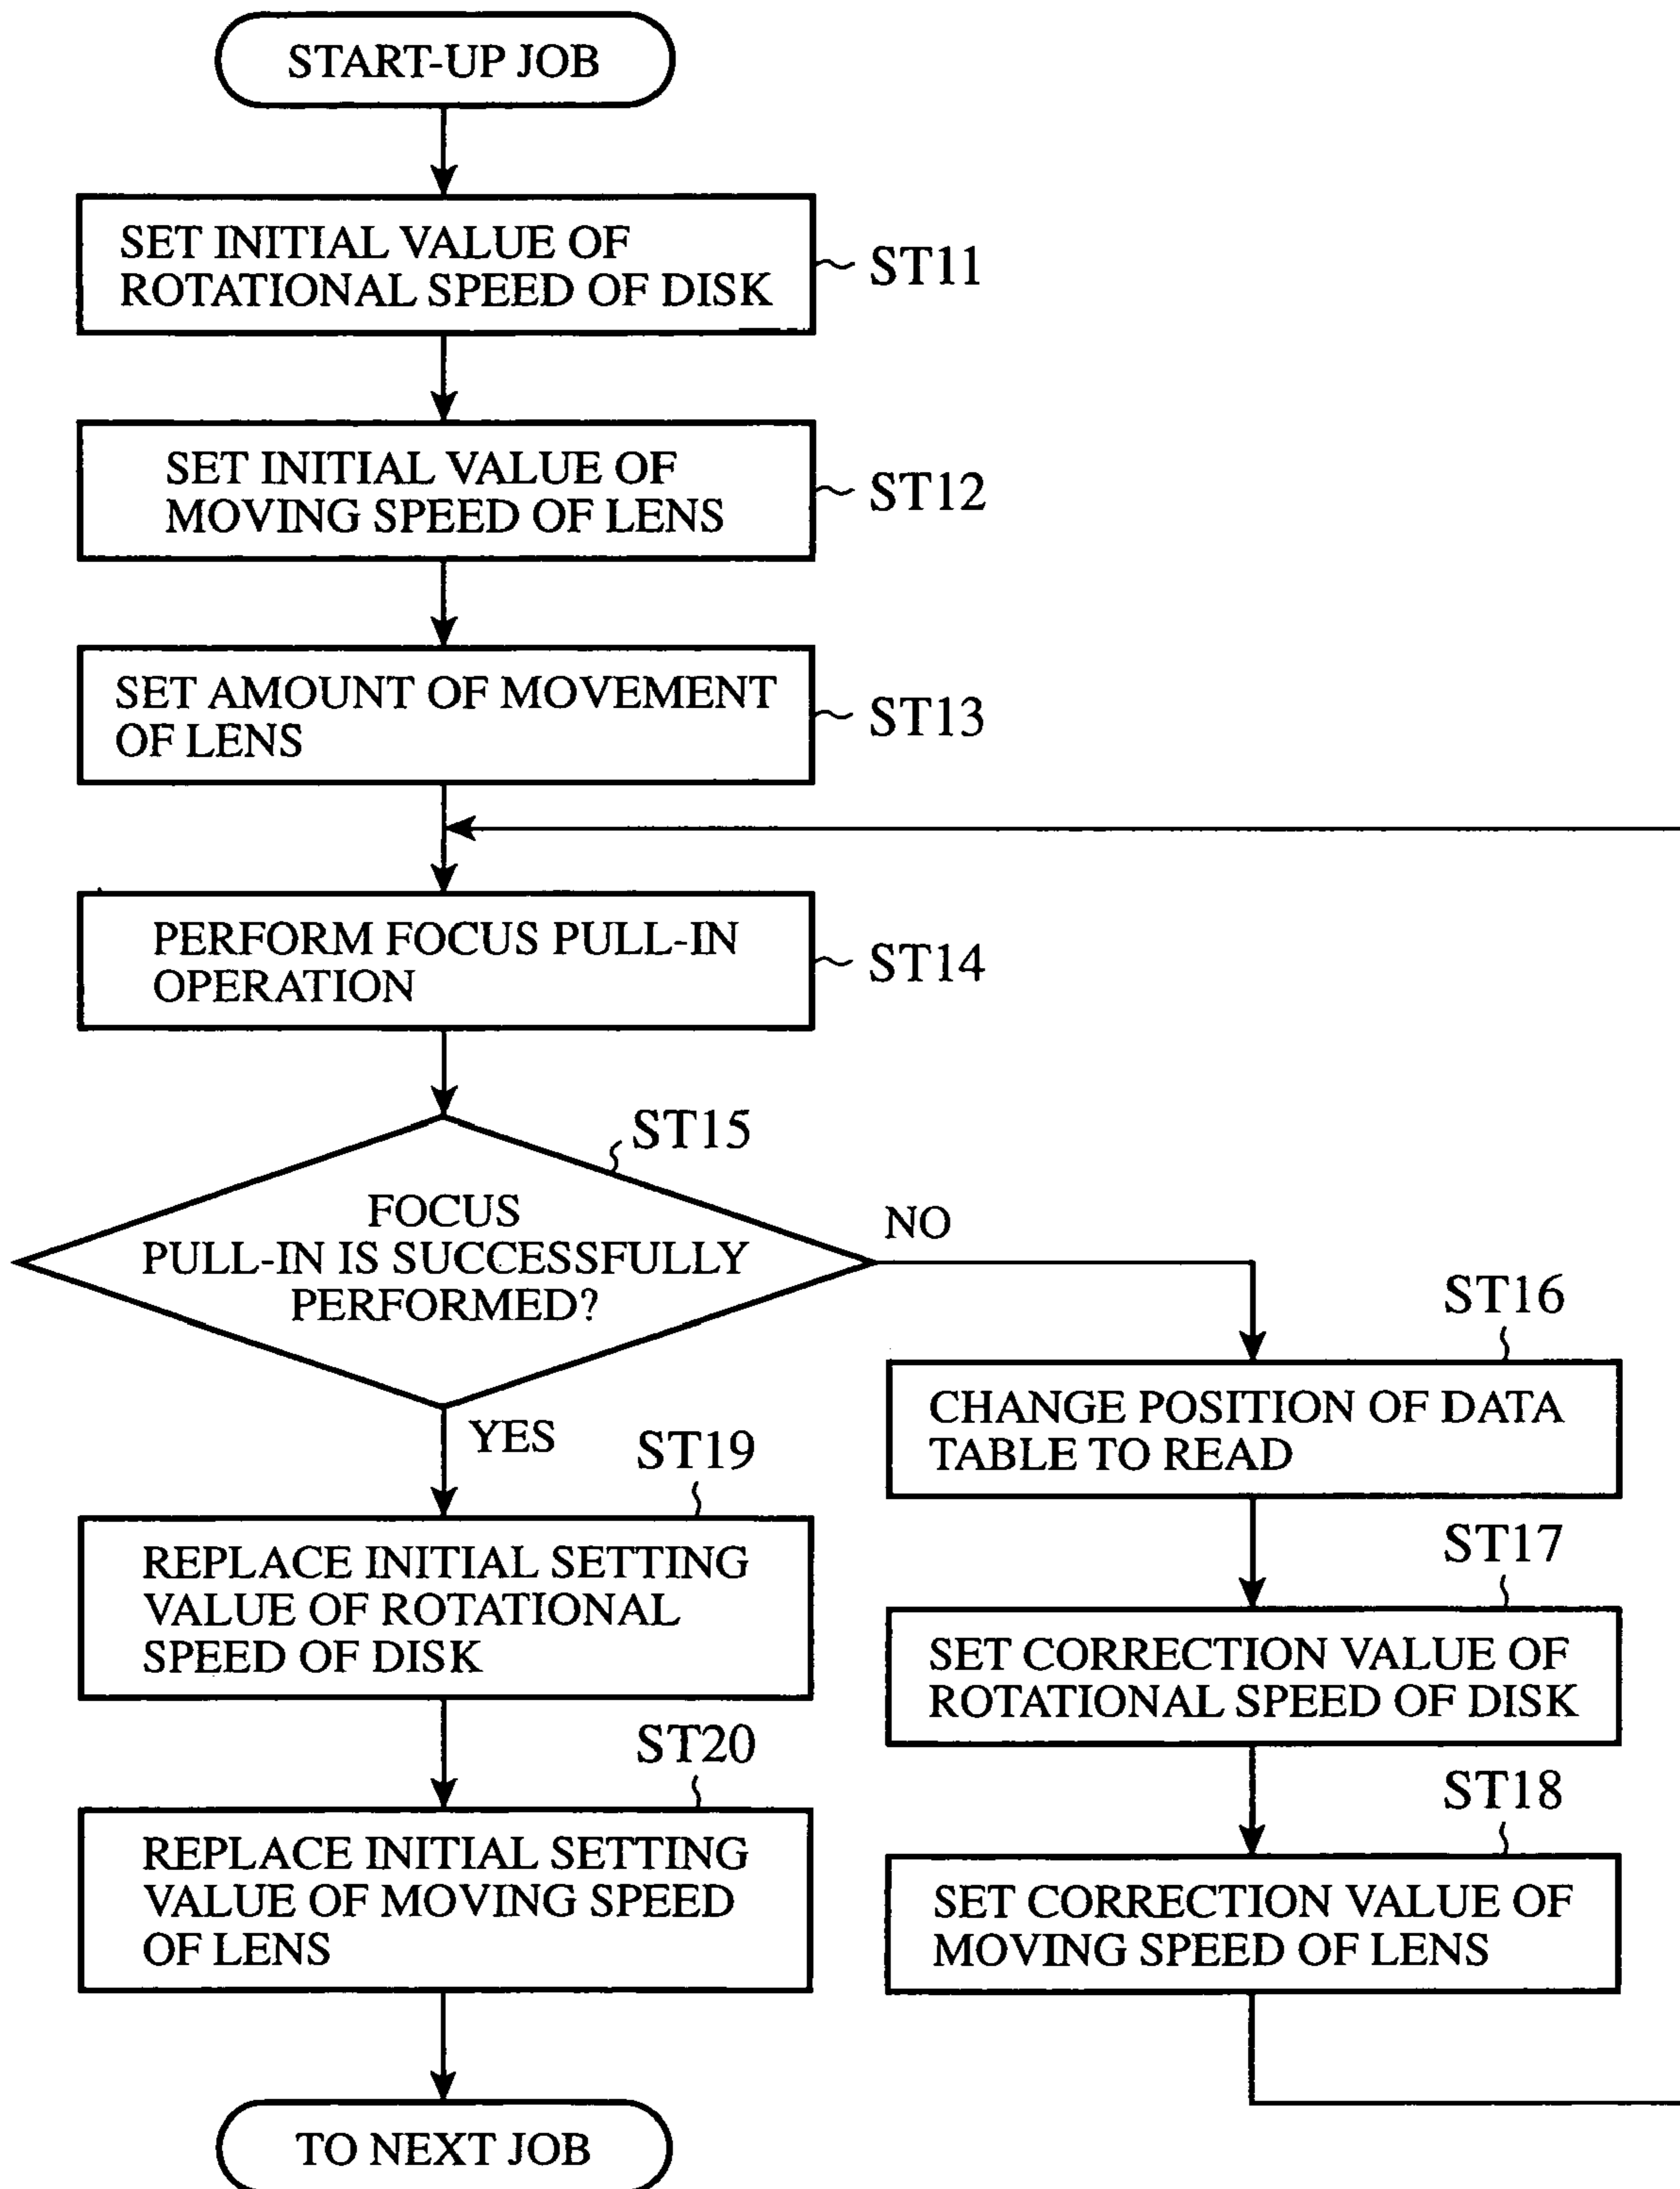 START-UP JOB
SET INITIAL VALUE OF
ROTATIONAL SPEED OF DISK
ST11
SET INITIAL VALUE OF
MOVING SPEED OF LENS
ST12
SET AMOUNT OF MOVEMENT
OF LENS
ST13
PERFORM FOCUS PULL-IN
OPERATION
ST14
ST15
FOCUS
PULL-IN IS SUCCESSFULLY
PERFORMED?
NO
YES
ST16
CHANGE POSITION OF DATA
TABLE TO READ
ST17
SET CORRECTION VALUE OF
ROTATIONAL SPEED OF DISK
ST18
SET CORRECTION VALUE OF
MOVING SPEED OF LENS
ST19
REPLACE INITIAL SETTING
VALUE OF ROTATIONAL
SPEED OF DISK
ST20
REPLACE INITIAL SETTING
VALUE OF MOVING SPEED
OF LENS
TO NEXT JOB